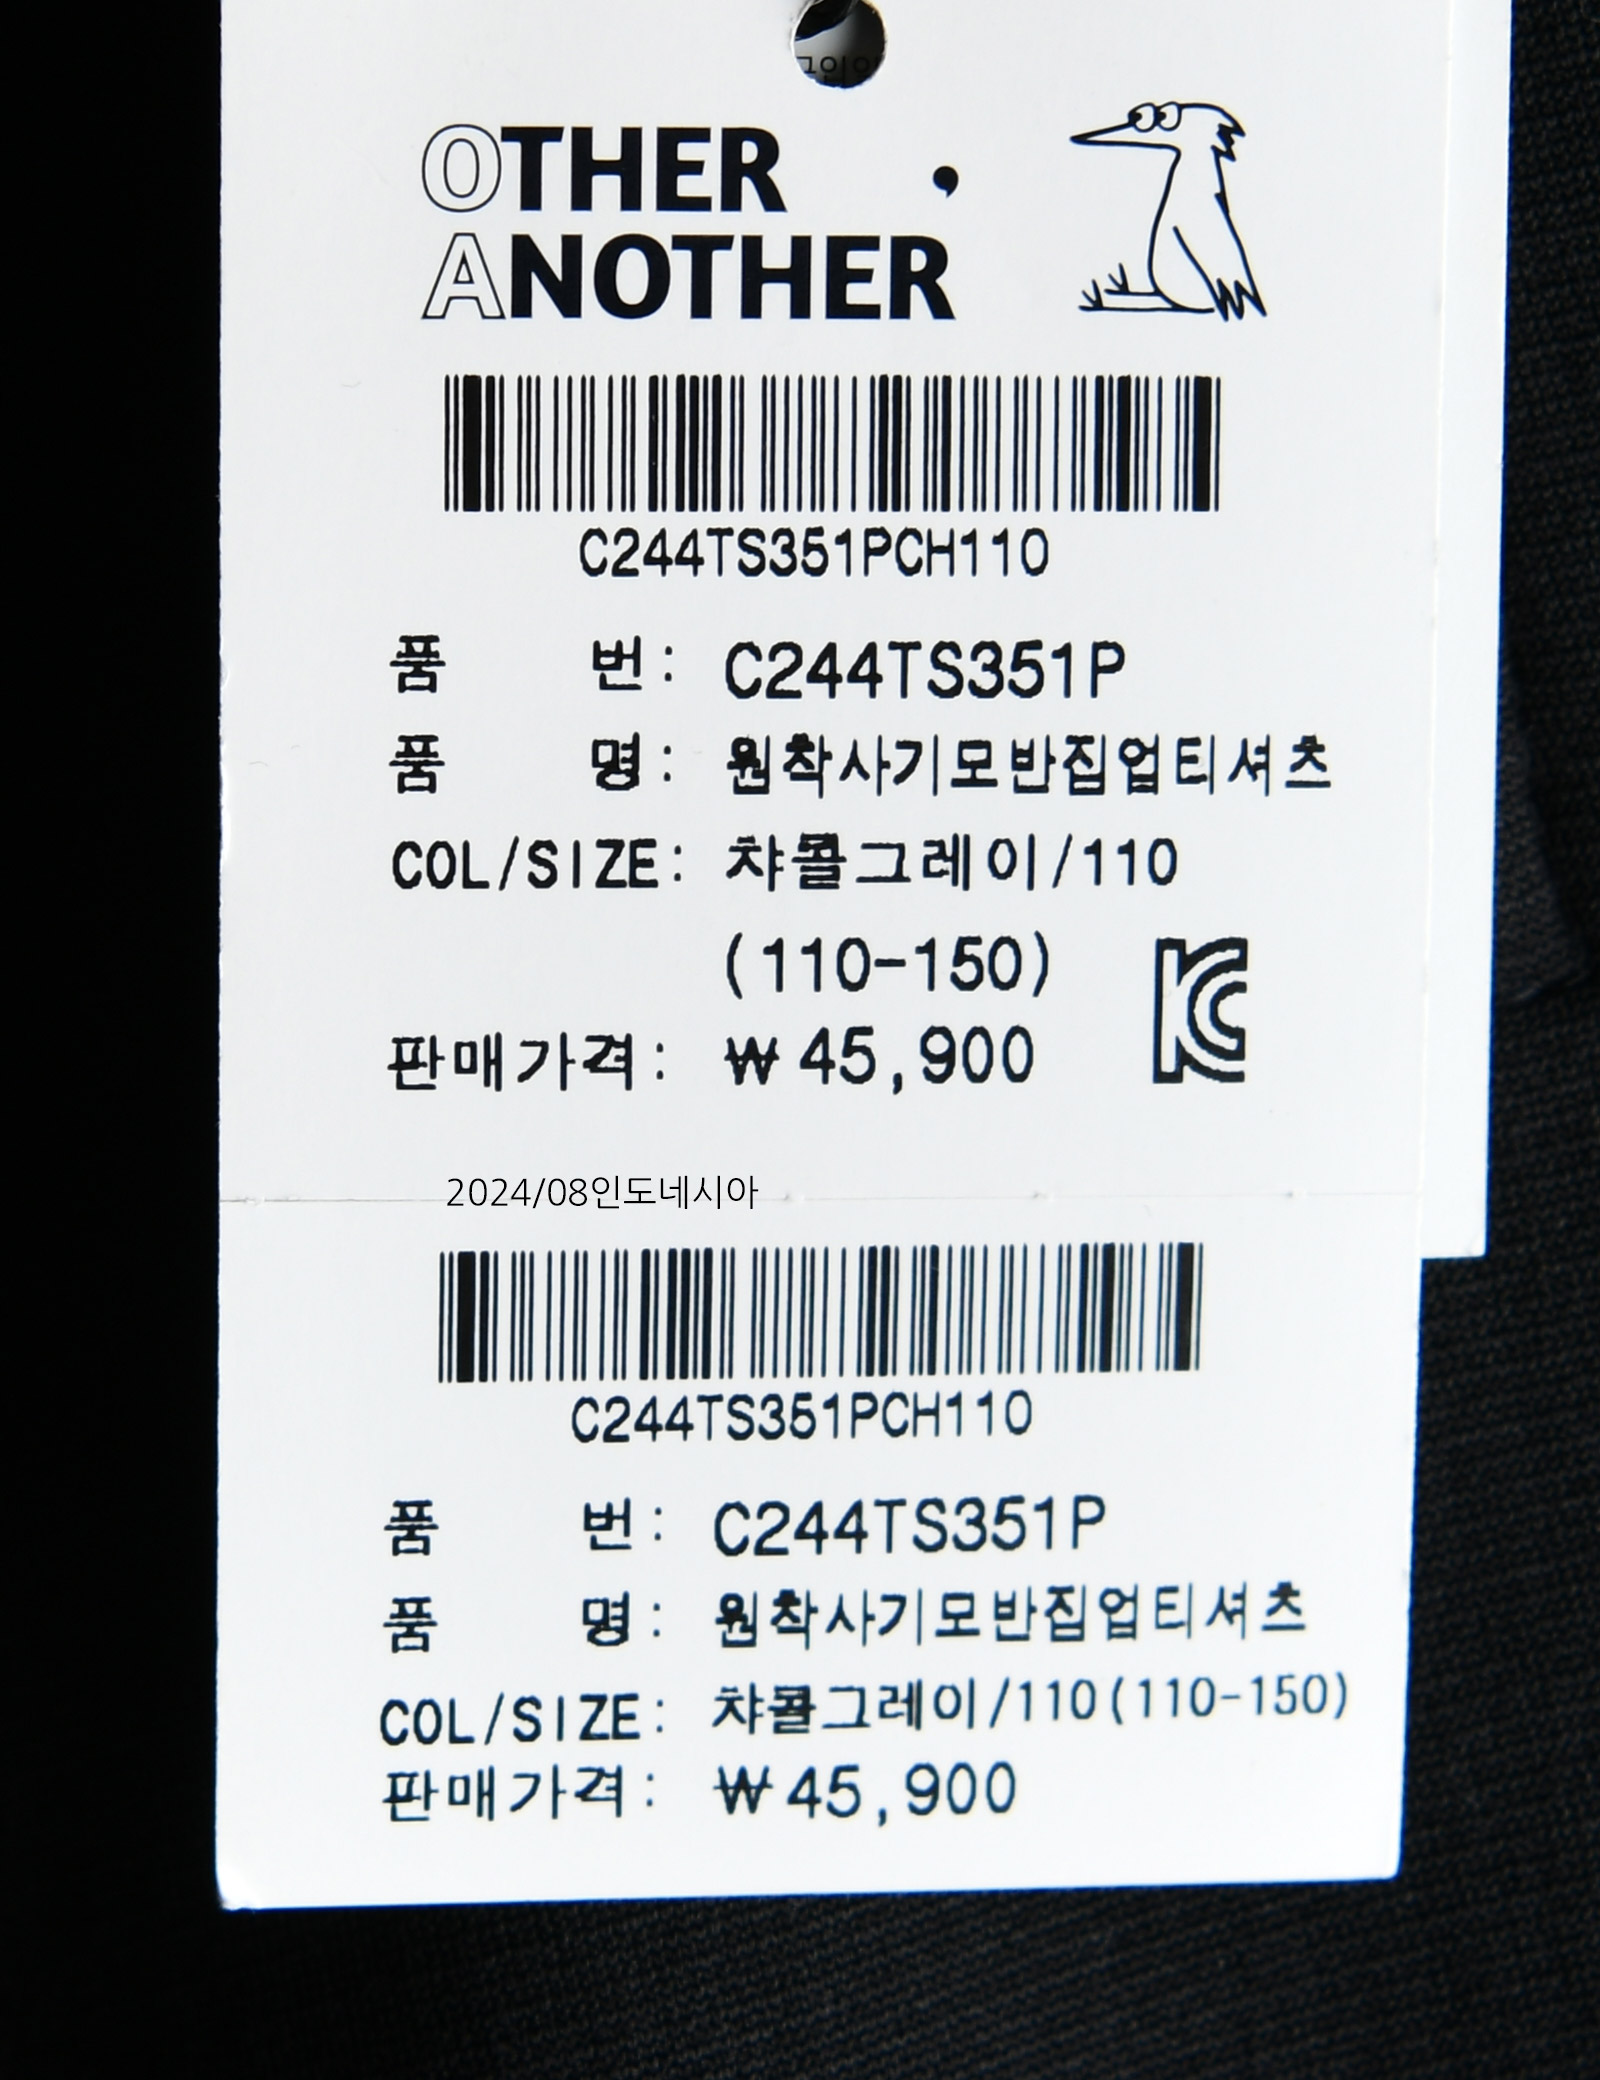 OTHER ,
ANOTHER
C244TS351PCH110
품 번: C244TS351P
품 명: 원착사기모반집업티셔츠
COL/SIZE: 챠콜그레이/110
(110-150)
KC
판매가격: ₩45,900
2024/08인도네시아
C244TS351PCH110
품 번: C244TS351P
품 명: 원착사기모반집업티셔츠
COL/SIZE: 챠콜그레이/110(110-150)
판매가격: ₩45,900